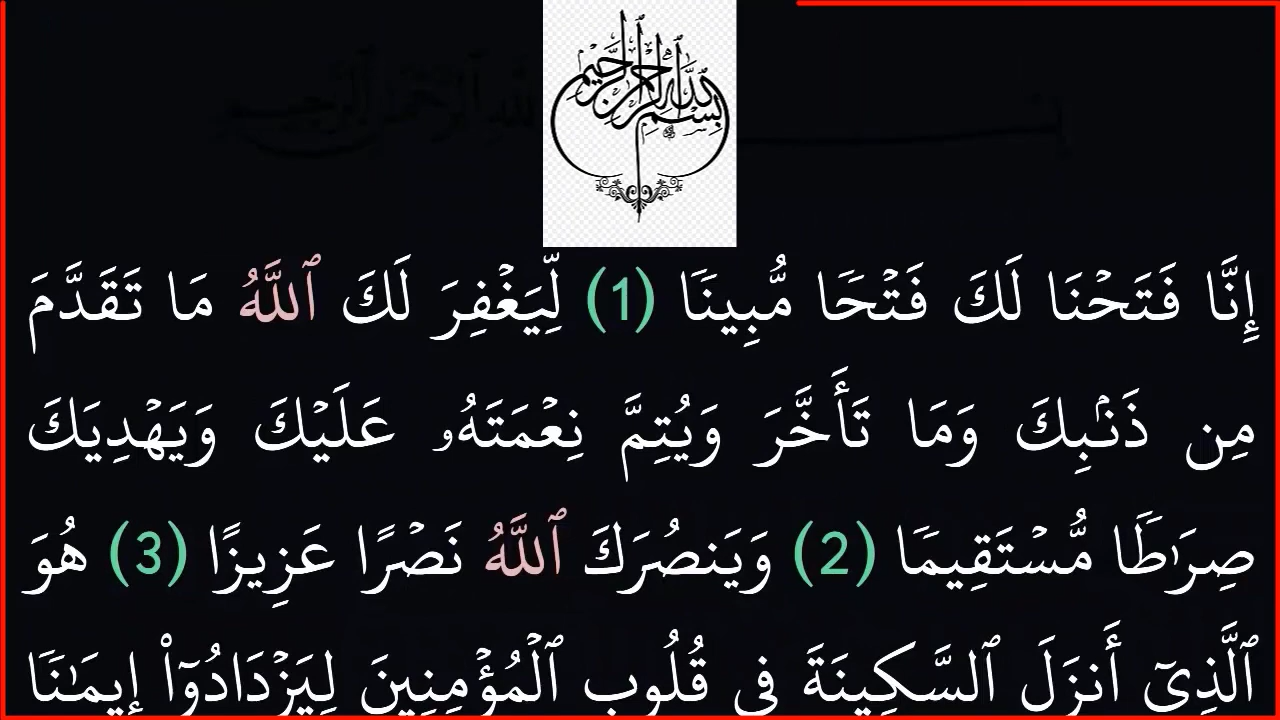 بسم الله الرحمن الرحيم
إِنَّا فَتَحْنَا لَكَ فَتْحًا مُّبِينًا (1) لِّيَغْفِرَ لَكَ ٱللَّهُ مَا تَقَدَّمَ
مِن ذَنۢبِكَ وَمَا تَأَخَّرَ وَيُتِمَّ نِعْمَتَهُۥ عَلَيْكَ وَيَهْدِيَكَ
صِرَٰطًا مُّسْتَقِيمًا (2) وَيَنصُرَكَ ٱللَّهُ نَصْرًا عَزِيزًا (3) هُوَ
ٱلَّذِىٓ أَنزَلَ ٱلسَّكِينَةَ فِى قُلُوبِ ٱلْمُؤْمِنِينَ لِيَزْدَادُوٓا۟ إِيمَٰنًا